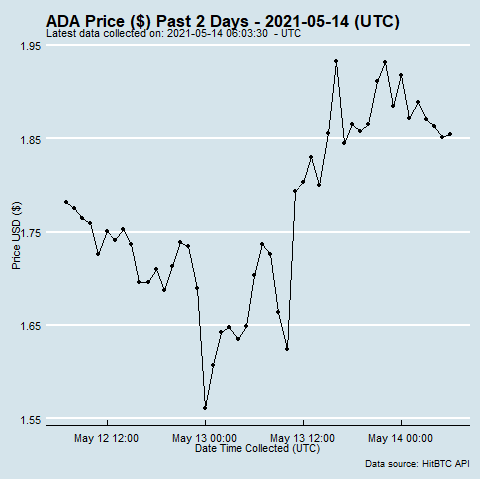 ADA Price ($) Past 2 Days - 2021-05-14 (UTC)
Latest data collected on: 2021-05-14 06:03:30 - UTC
1.95
1.85
1.75
1.65
1.55
Price USD ($)
May 12 12:00
May 13 00:00
May 13 12:00
May 14 00:00
Date Time Collected (UTC)
Data source: HitBTC API